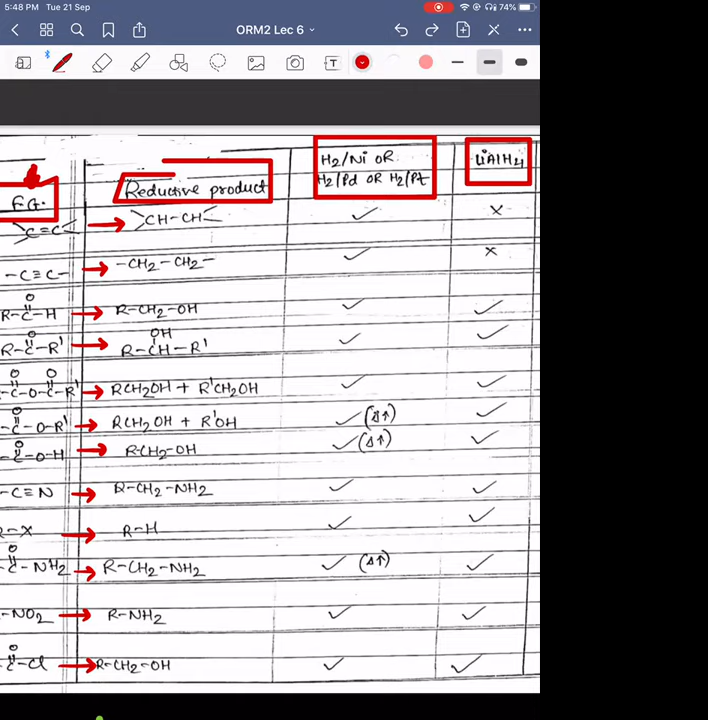 5:48 PM Tue 21 Sep
74%
ORM2 Lec 6
F.G. Reductive product H2/Ni OR H2/Pd OR H2/Pt LiAlH4
>C=C< → >CH-CH< ✓ ×
-C≡C- → -CH2-CH2- ✓ ×
R-C(=O)-H → R-CH2-OH ✓ ✓
R-C(=O)-R' → R-CH(OH)-R' ✓ ✓
-C(=O)-O-C(=O)-R' → RCH2OH + R'CH2OH ✓ ✓
-C(=O)-O-R' → RCH2OH + R'OH ✓(Δ↑) ✓
-C(=O)-O-H → R-CH2-OH ✓(Δ↑) ✓
-C≡N → R-CH2-NH2 ✓ ✓
R-X → R-H ✓ ✓
-C(=O)-NH2 → R-CH2-NH2 ✓ (Δ↑) ✓
-NO2 → R-NH2 ✓ ✓
-C(=O)-Cl → R-CH2-OH ✓ ✓